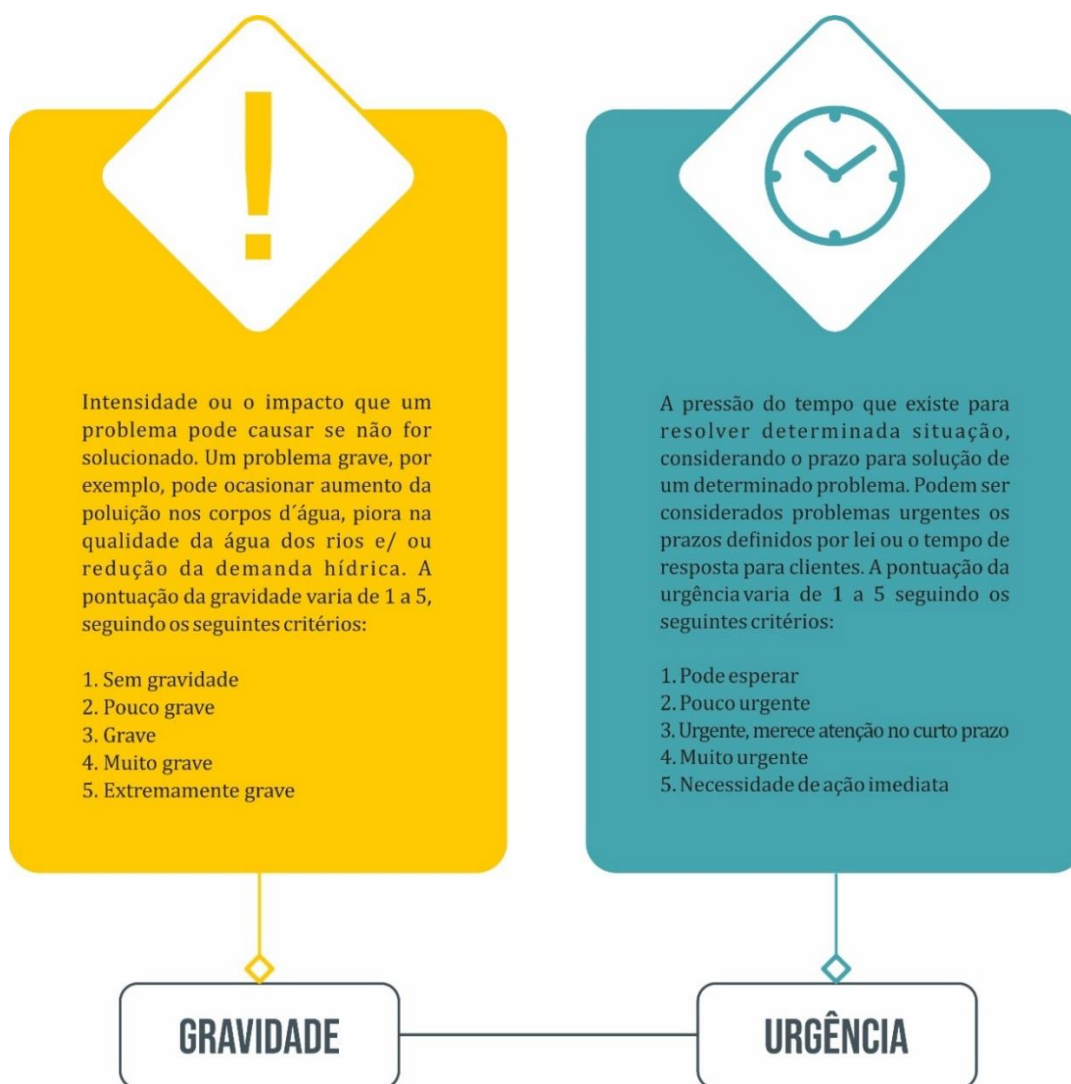 !
Intensidade ou o impacto que um
problema pode causar se não for
solucionado. Um problema grave, por
exemplo, pode ocasionar aumento da
poluição nos corpos d´água, piora na
qualidade da água dos rios e/ ou
redução da demanda hídrica. A
pontuação da gravidade varia de 1 a 5,
seguindo os seguintes critérios:
1. Sem gravidade
2. Pouco grave
3. Grave
4. Muito grave
5. Extremamente grave
GRAVIDADE
A pressão do tempo que existe para
resolver determinada situação,
considerando o prazo para solução de
um determinado problema. Podem ser
considerados problemas urgentes os
prazos definidos por lei ou o tempo de
resposta para clientes. A pontuação da
urgência varia de 1 a 5 seguindo os
seguintes critérios:
1. Pode esperar
2. Pouco urgente
3. Urgente, merece atenção no curto prazo
4. Muito urgente
5. Necessidade de ação imediata
URGÊNCIA